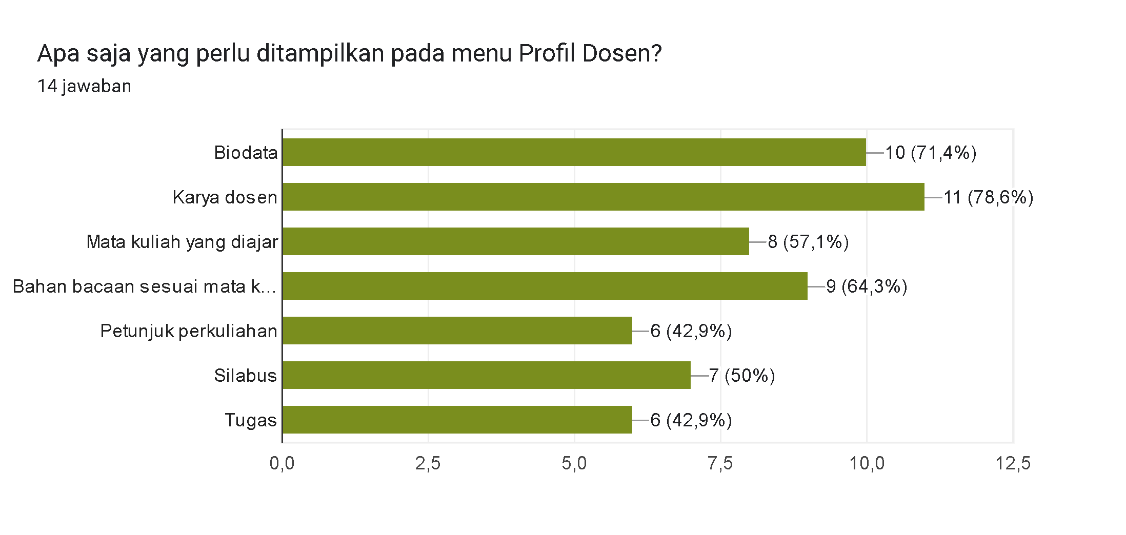 Apa saja yang perlu ditampilkan pada menu Profil Dosen?
14 jawaban
Biodata 10 (71,4%)
Karya dosen 11 (78,6%)
Mata kuliah yang diajar 8 (57,1%)
Bahan bacaan sesuai mata k... 9 (64,3%)
Petunjuk perkuliahan 6 (42,9%)
Silabus 7 (50%)
Tugas 6 (42,9%)
0,0 2,5 5,0 7,5 10,0 12,5